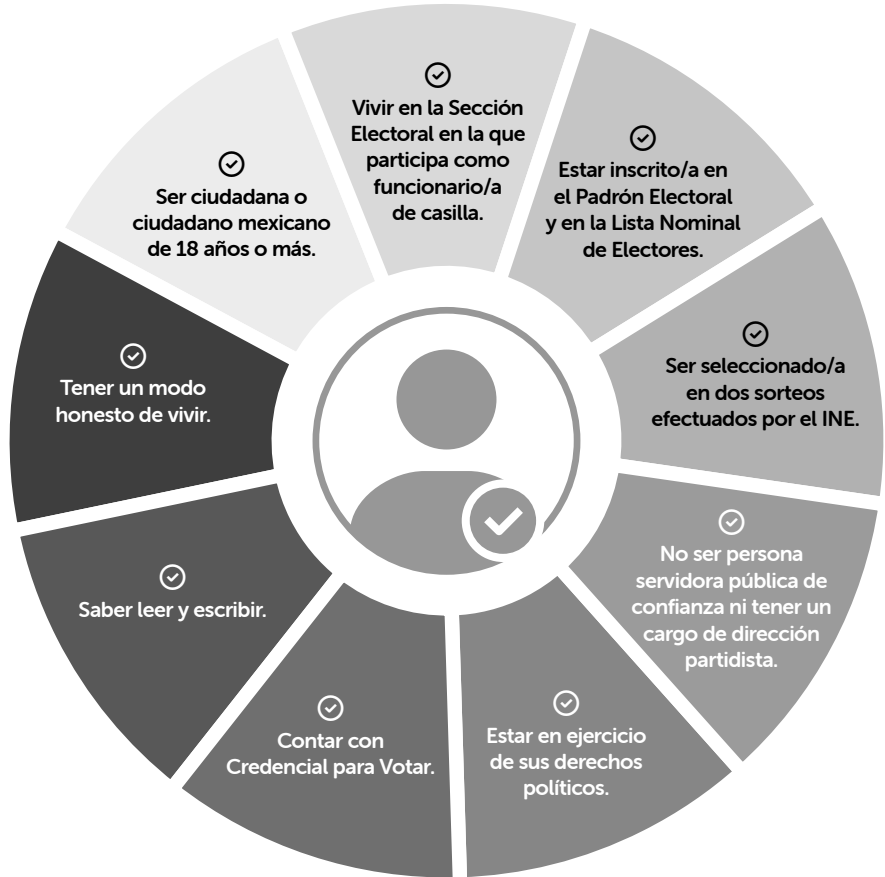 Vivir en la Sección
Electoral en la que
participa como
funcionario/a
de casilla.
Estar inscrito/a en
el Padrón Electoral
y en la Lista Nominal
de Electores.
Ser seleccionado/a
en dos sorteos
efectuados por el INE.
No ser persona
servidora pública de
confianza ni tener un
cargo de dirección
partidista.
Estar en ejercicio
de sus derechos
políticos.
Contar con
Credencial para Votar.
Saber leer y escribir.
Tener un modo
honesto de vivir.
Ser ciudadana o
ciudadano mexicano
de 18 años o más.